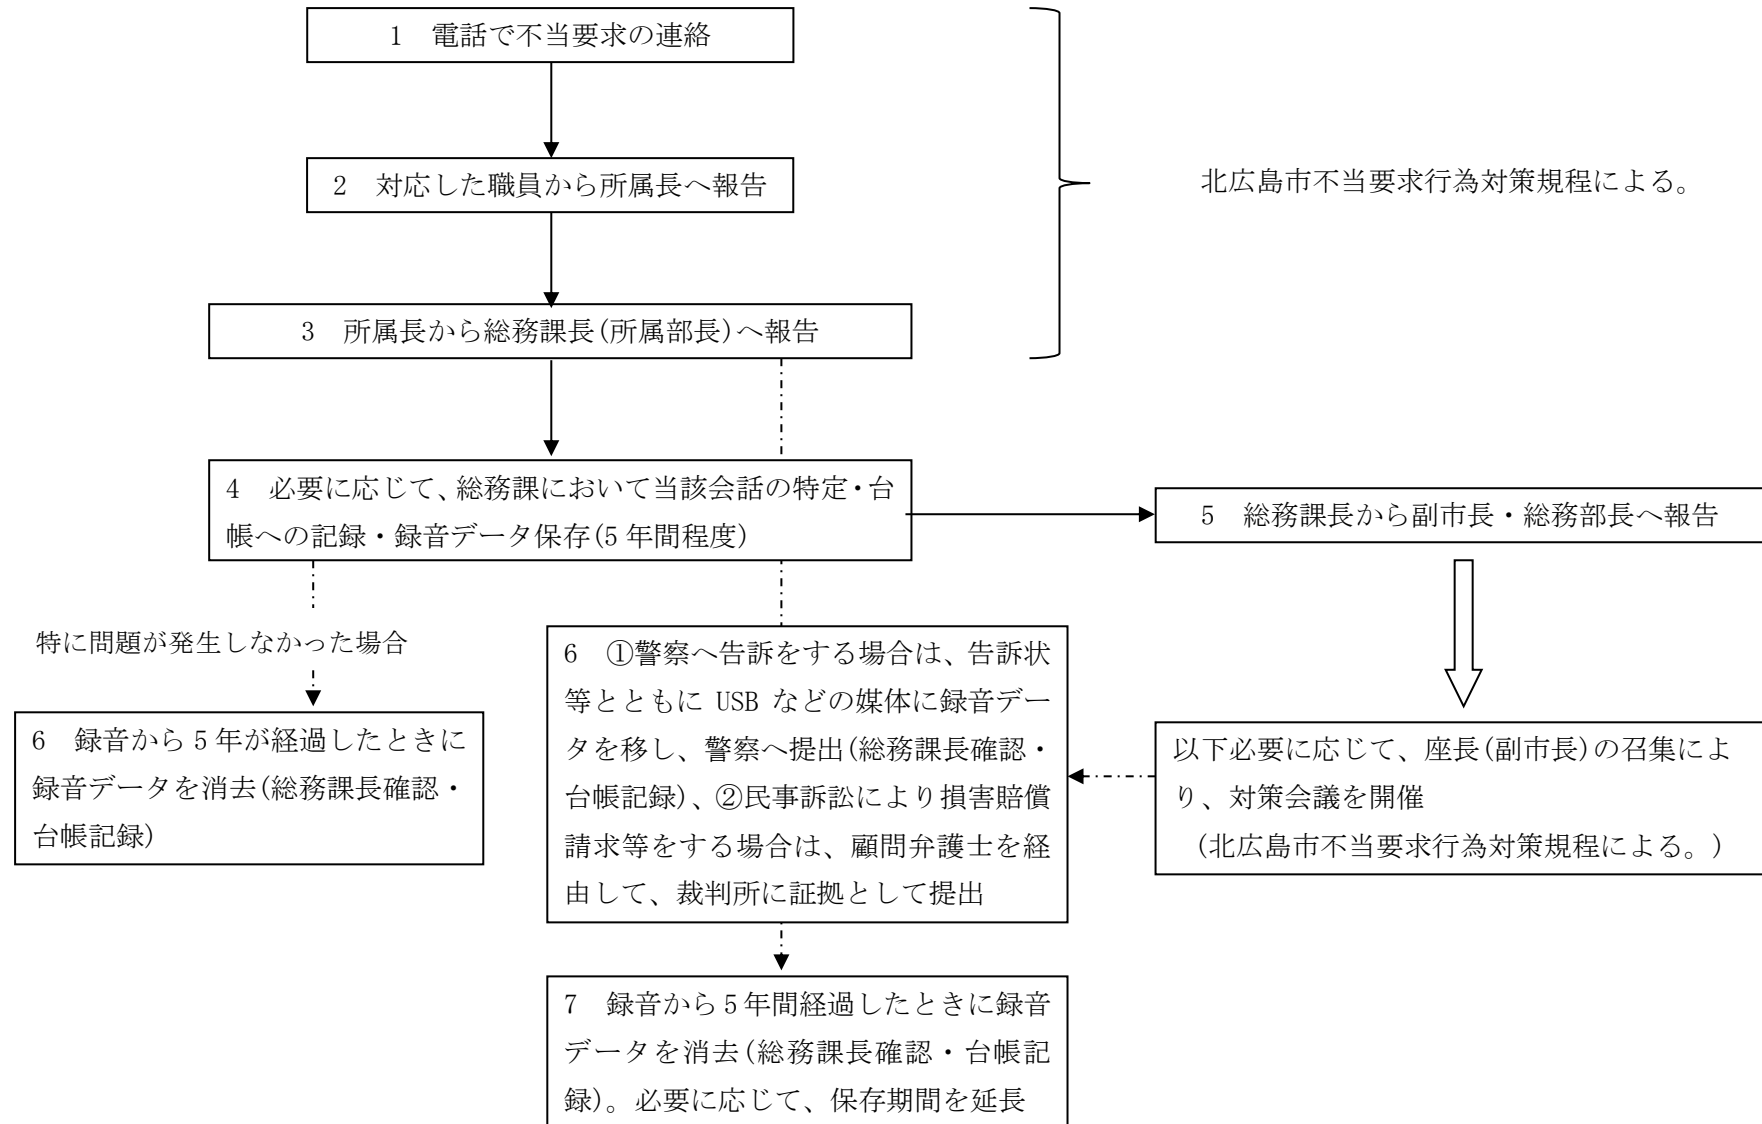 1 電話で不当要求の連絡
2 対応した職員から所属長へ報告
北広島市不当要求行為対策規程による。
3 所属長から総務課長(所属部長)へ報告
4 必要に応じて、総務課において当該会話の特定・台
帳への記録・録音データ保存(5年間程度)
5 総務課長から副市長・総務部長へ報告
特に問題が発生しなかった場合
6 録音から5年が経過したときに
録音データを消去(総務課長確認・
台帳記録)
6 ①警察へ告訴をする場合は、告訴状
等とともに USB などの媒体に録音デー
タを移し、警察へ提出(総務課長確認・
台帳記録)、②民事訴訟により損害賠償
請求等をする場合は、顧問弁護士を経
由して、裁判所に証拠として提出
以下必要に応じて、座長(副市長)の召集によ
り、対策会議を開催
(北広島市不当要求行為対策規程による。)
7 録音から5年間経過したときに録音
データを消去(総務課長確認・台帳記
録)。必要に応じて、保存期間を延長